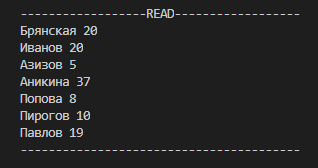 ------------------READ------------------
Брянская 20
Иванов 20
Азизов 5
Аникина 37
Попова 8
Пирогов 10
Павлов 19
----------------------------------------